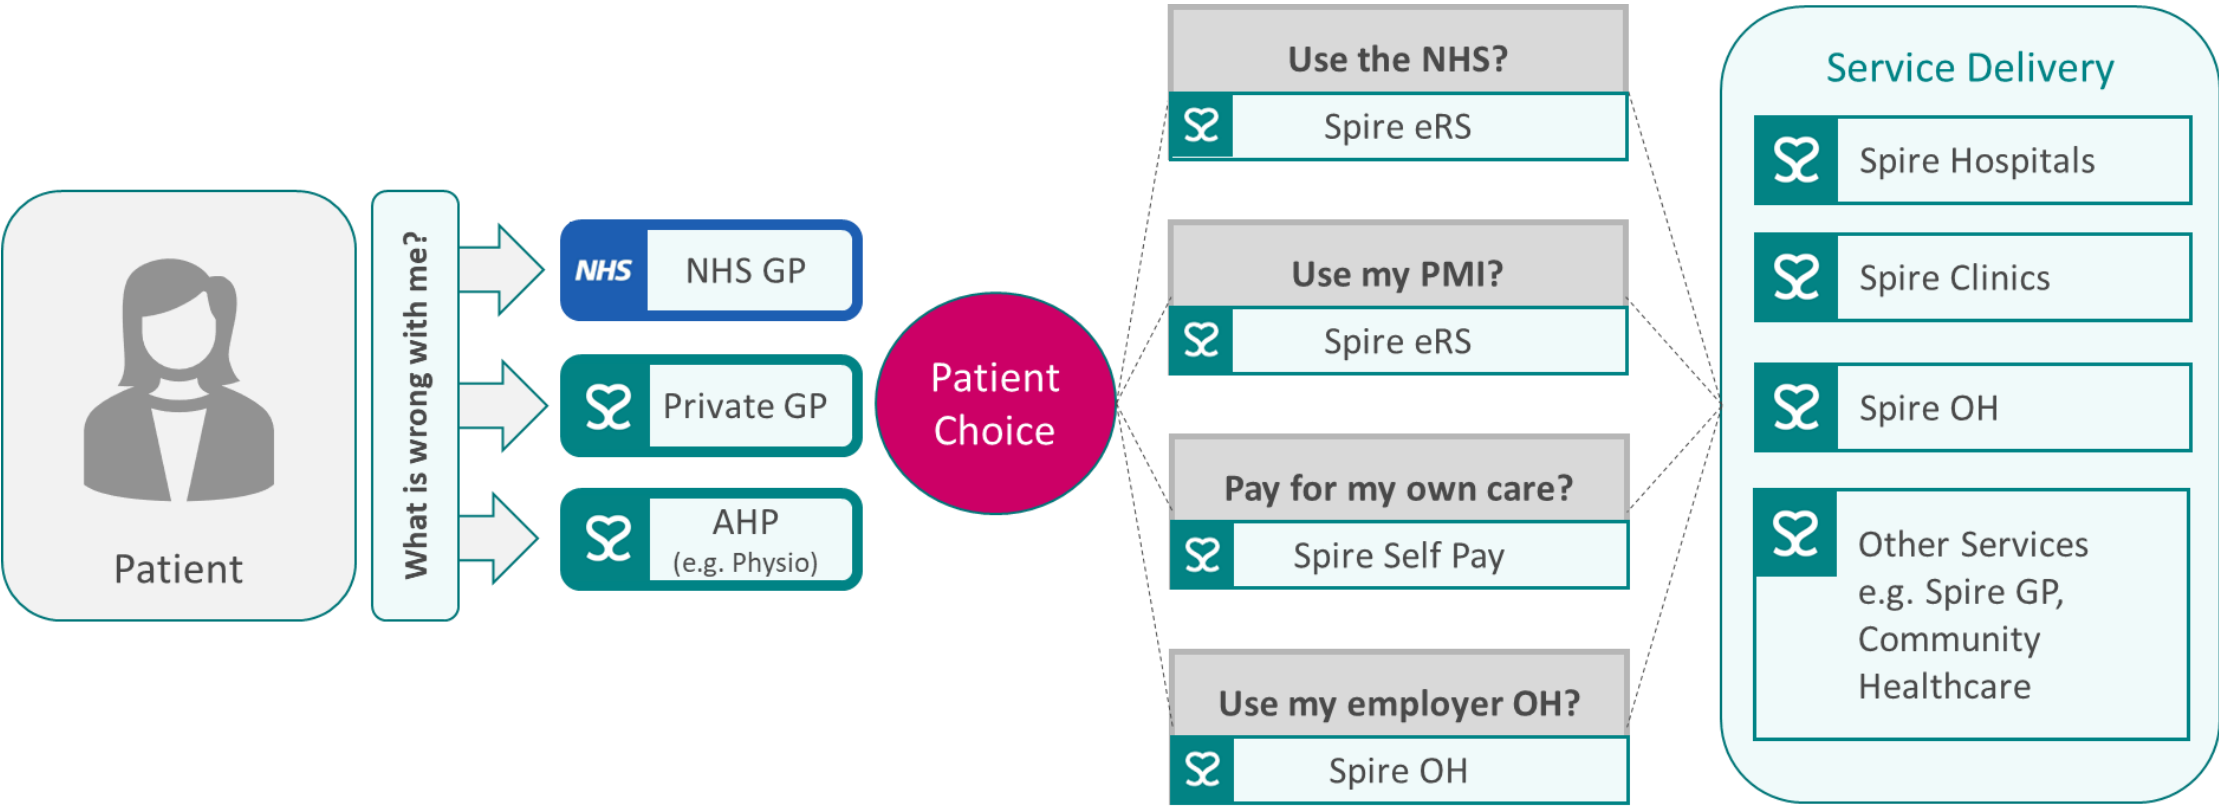 Patient
What is wrong with me?
NHS
NHS GP
Private GP
AHP
(e.g. Physio)
Patient
Choice
Use the NHS?
Spire eRS
Use my PMI?
Spire eRS
Pay for my own care?
Spire Self Pay
Use my employer OH?
Spire OH
Service Delivery
Spire Hospitals
Spire Clinics
Spire OH
Other Services
e.g. Spire GP,
Community
Healthcare